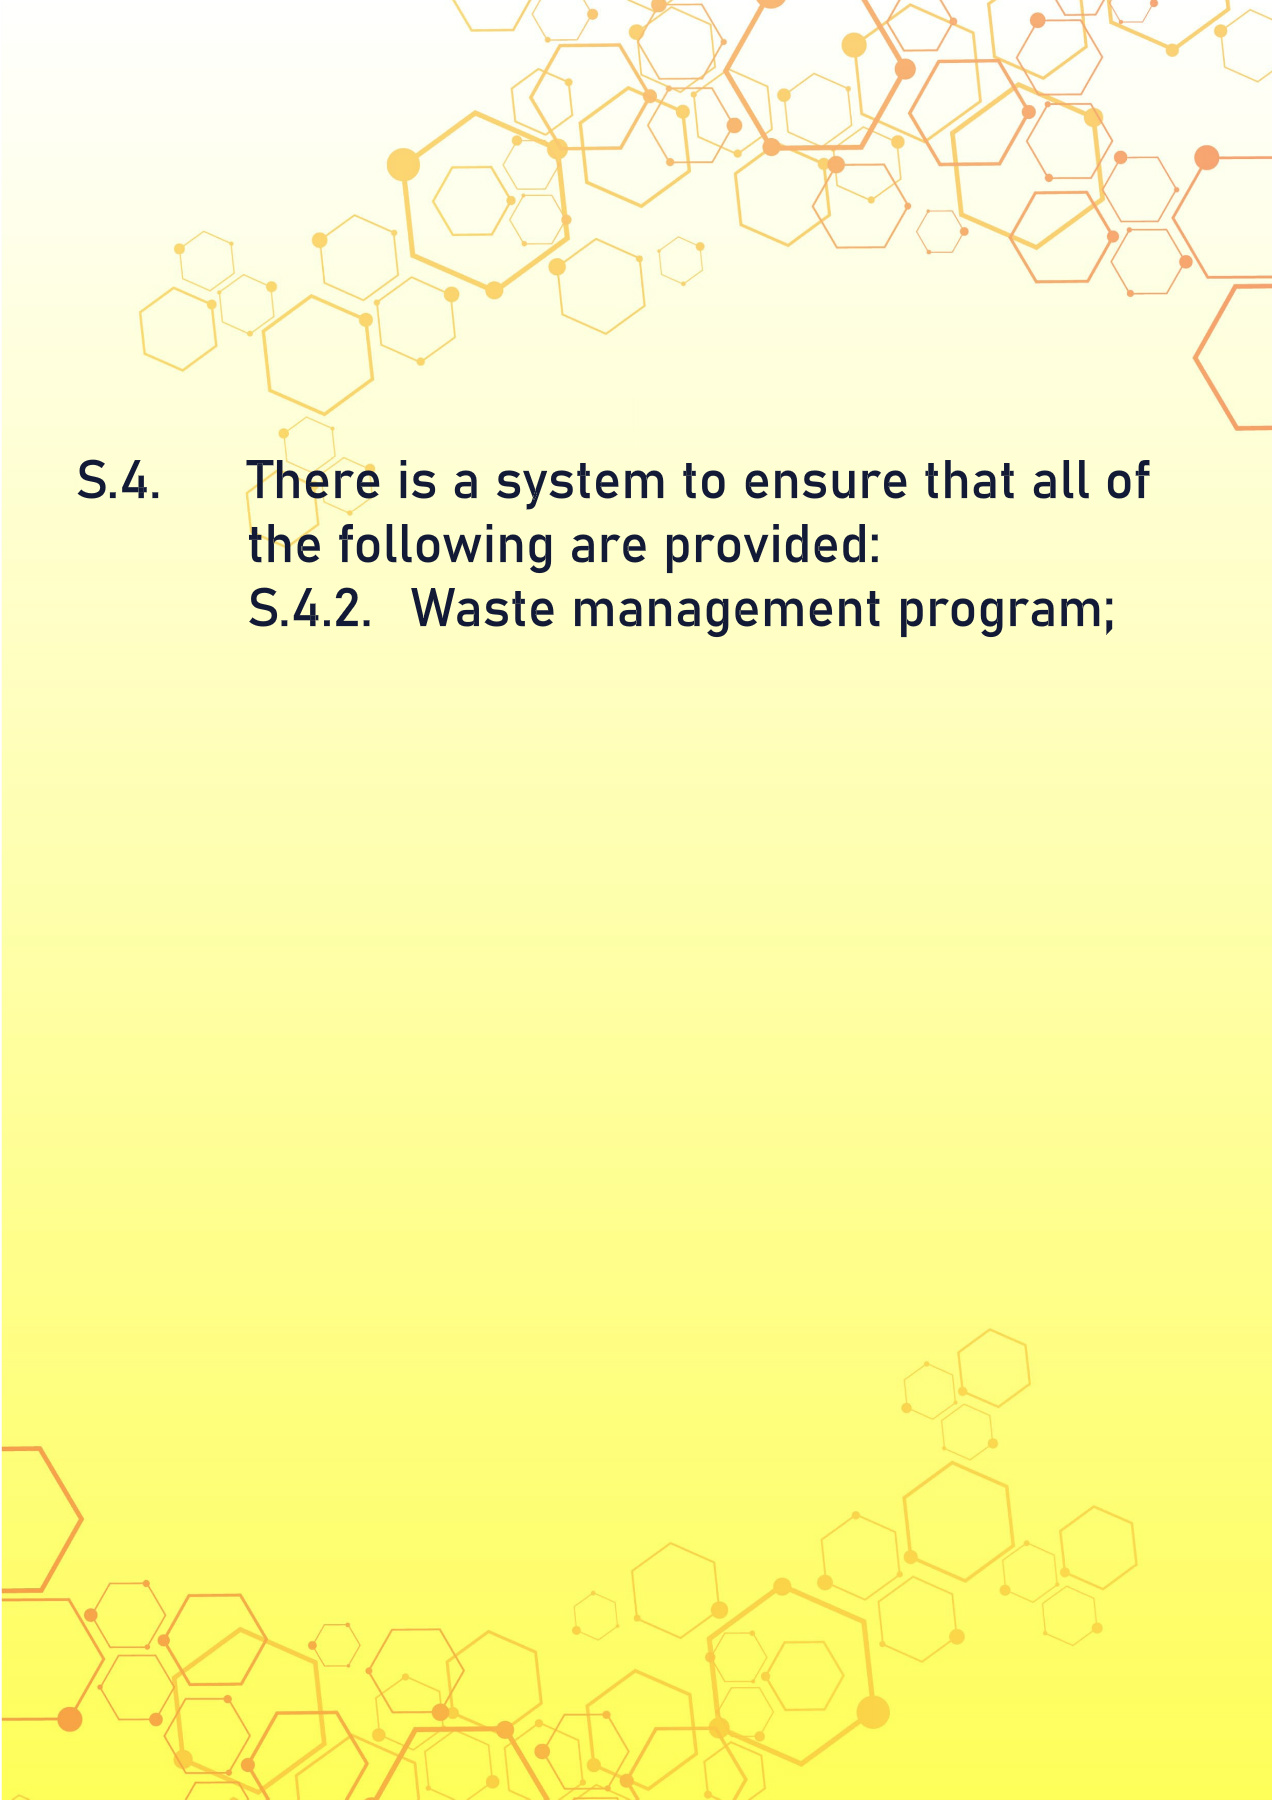 S.4. There is a system to ensure that all of
the following are provided:
S.4.2. Waste management program;